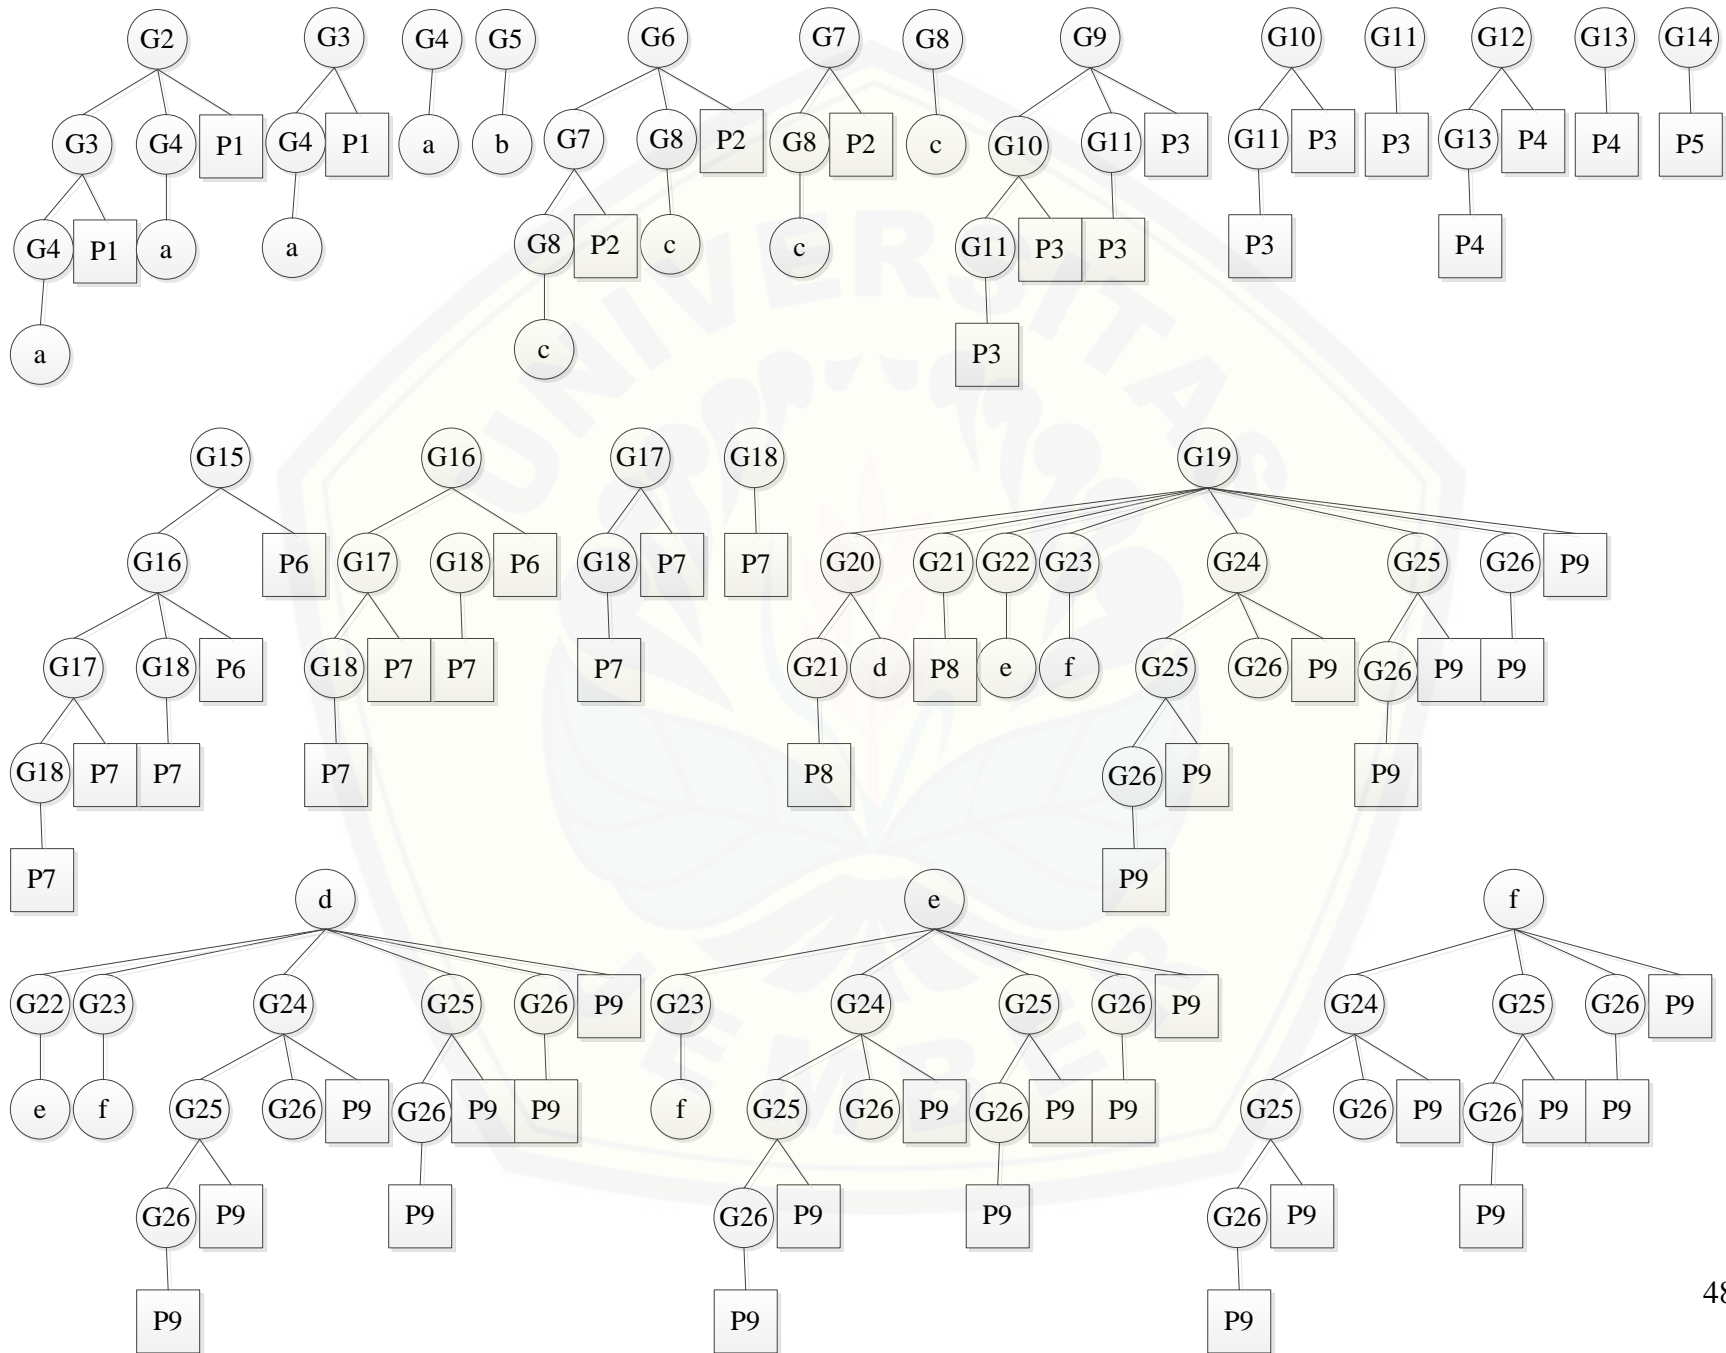 G2 G3 G4 G5 G6 G7 G8 G9 G10 G11 G12 G13 G14
G3 G4 P1 G4 P1 a b G7 G8 P2 G8 P2 c G10 G11 P3 G11 P3 P3 G13 P4 P4 P5
G4 P1 a a G8 P2 c c G11 P3 P3 P3 P4
a c P3
G15 G16 G17 G18 G19
G16 P6 G17 G18 P6 G18 P7 P7 G20 G21 G22 G23 G24 G25 G26 P9
G17 G18 P6 G18 P7 P7 P7 G21 d P8 e f G25 G26 P9 G26 P9 P9
G18 P7 P7 P7 P8 G26 P9 P9
P7 P9
d e f
G22 G23 G24 G25 G26 P9 G23 G24 G25 G26 P9 G24 G25 G26 P9
e f G25 G26 P9 G26 P9 P9 f G25 G26 P9 G26 P9 P9 G25 G26 P9 G26 P9 P9
G26 P9 P9 G26 P9 P9 G26 P9 P9
P9 P9 P9
48
UNIVERSITAS
JEMBER